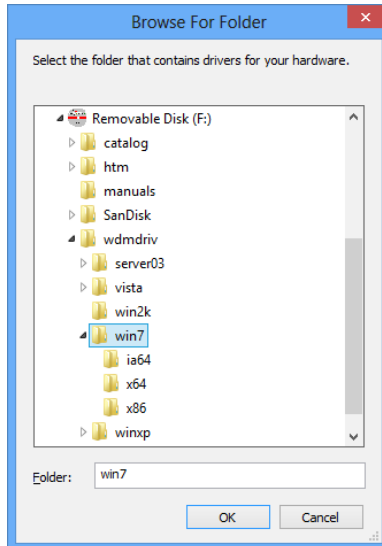 Browse For Folder
Select the folder that contains drivers for your hardware.
Removable Disk (F:)
catalog
htm
manuals
SanDisk
wdmdriv
server03
vista
win2k
win7
ia64
x64
x86
winxp
Folder: win7
OK Cancel